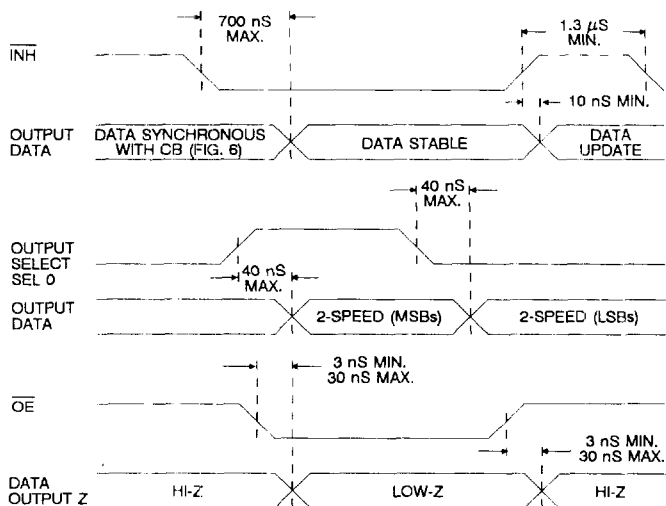 700 nS
MAX.
1.3 µS
MIN.
INH
10 nS MIN.
OUTPUT
DATA
DATA SYNCHRONOUS
WITH CB (FIG. 6)
DATA STABLE
DATA
UPDATE
40 nS
MAX.
OUTPUT
SELECT
SEL 0
40 nS
MAX.
OUTPUT
DATA
2-SPEED (MSBs)
2-SPEED (LSBs)
3 nS MIN.
30 nS MAX.
OE
3 nS MIN.
30 nS MAX.
DATA
OUTPUT Z
HI-Z
LOW-Z
HI-Z